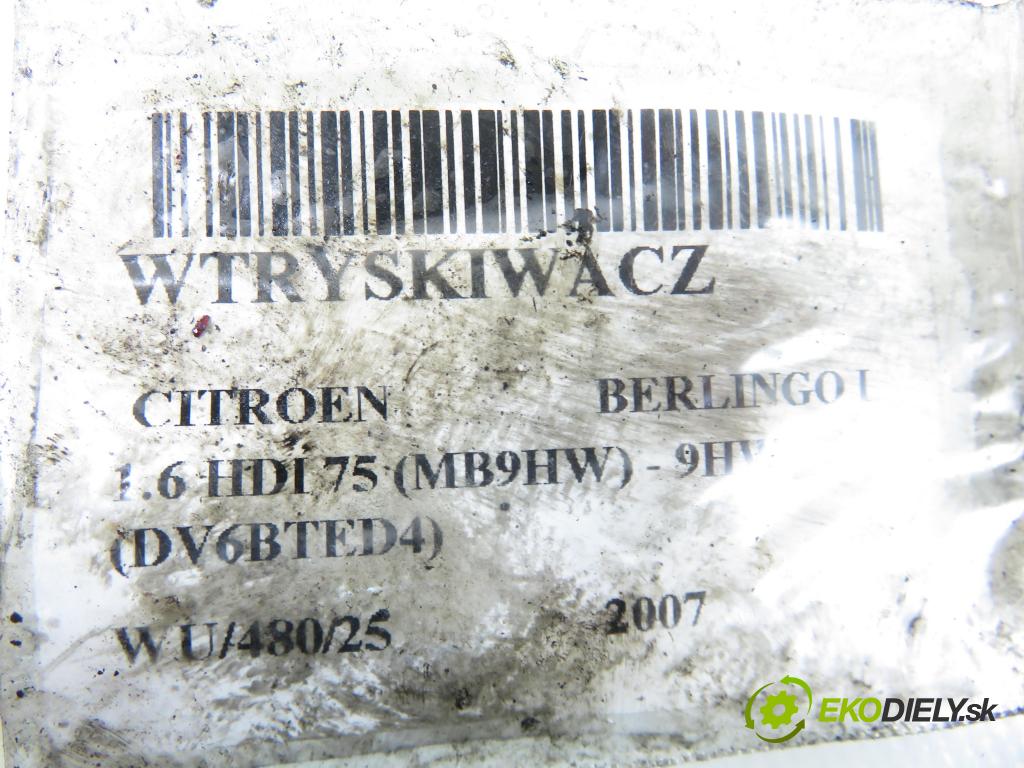 WTRYSKIWACZ
CITROEN BERLINGO I
1.6 HDI 75 (MB9HW) - 9HW
(DV6BTED4)
WU/480/25 2007
EKODIELY.sk